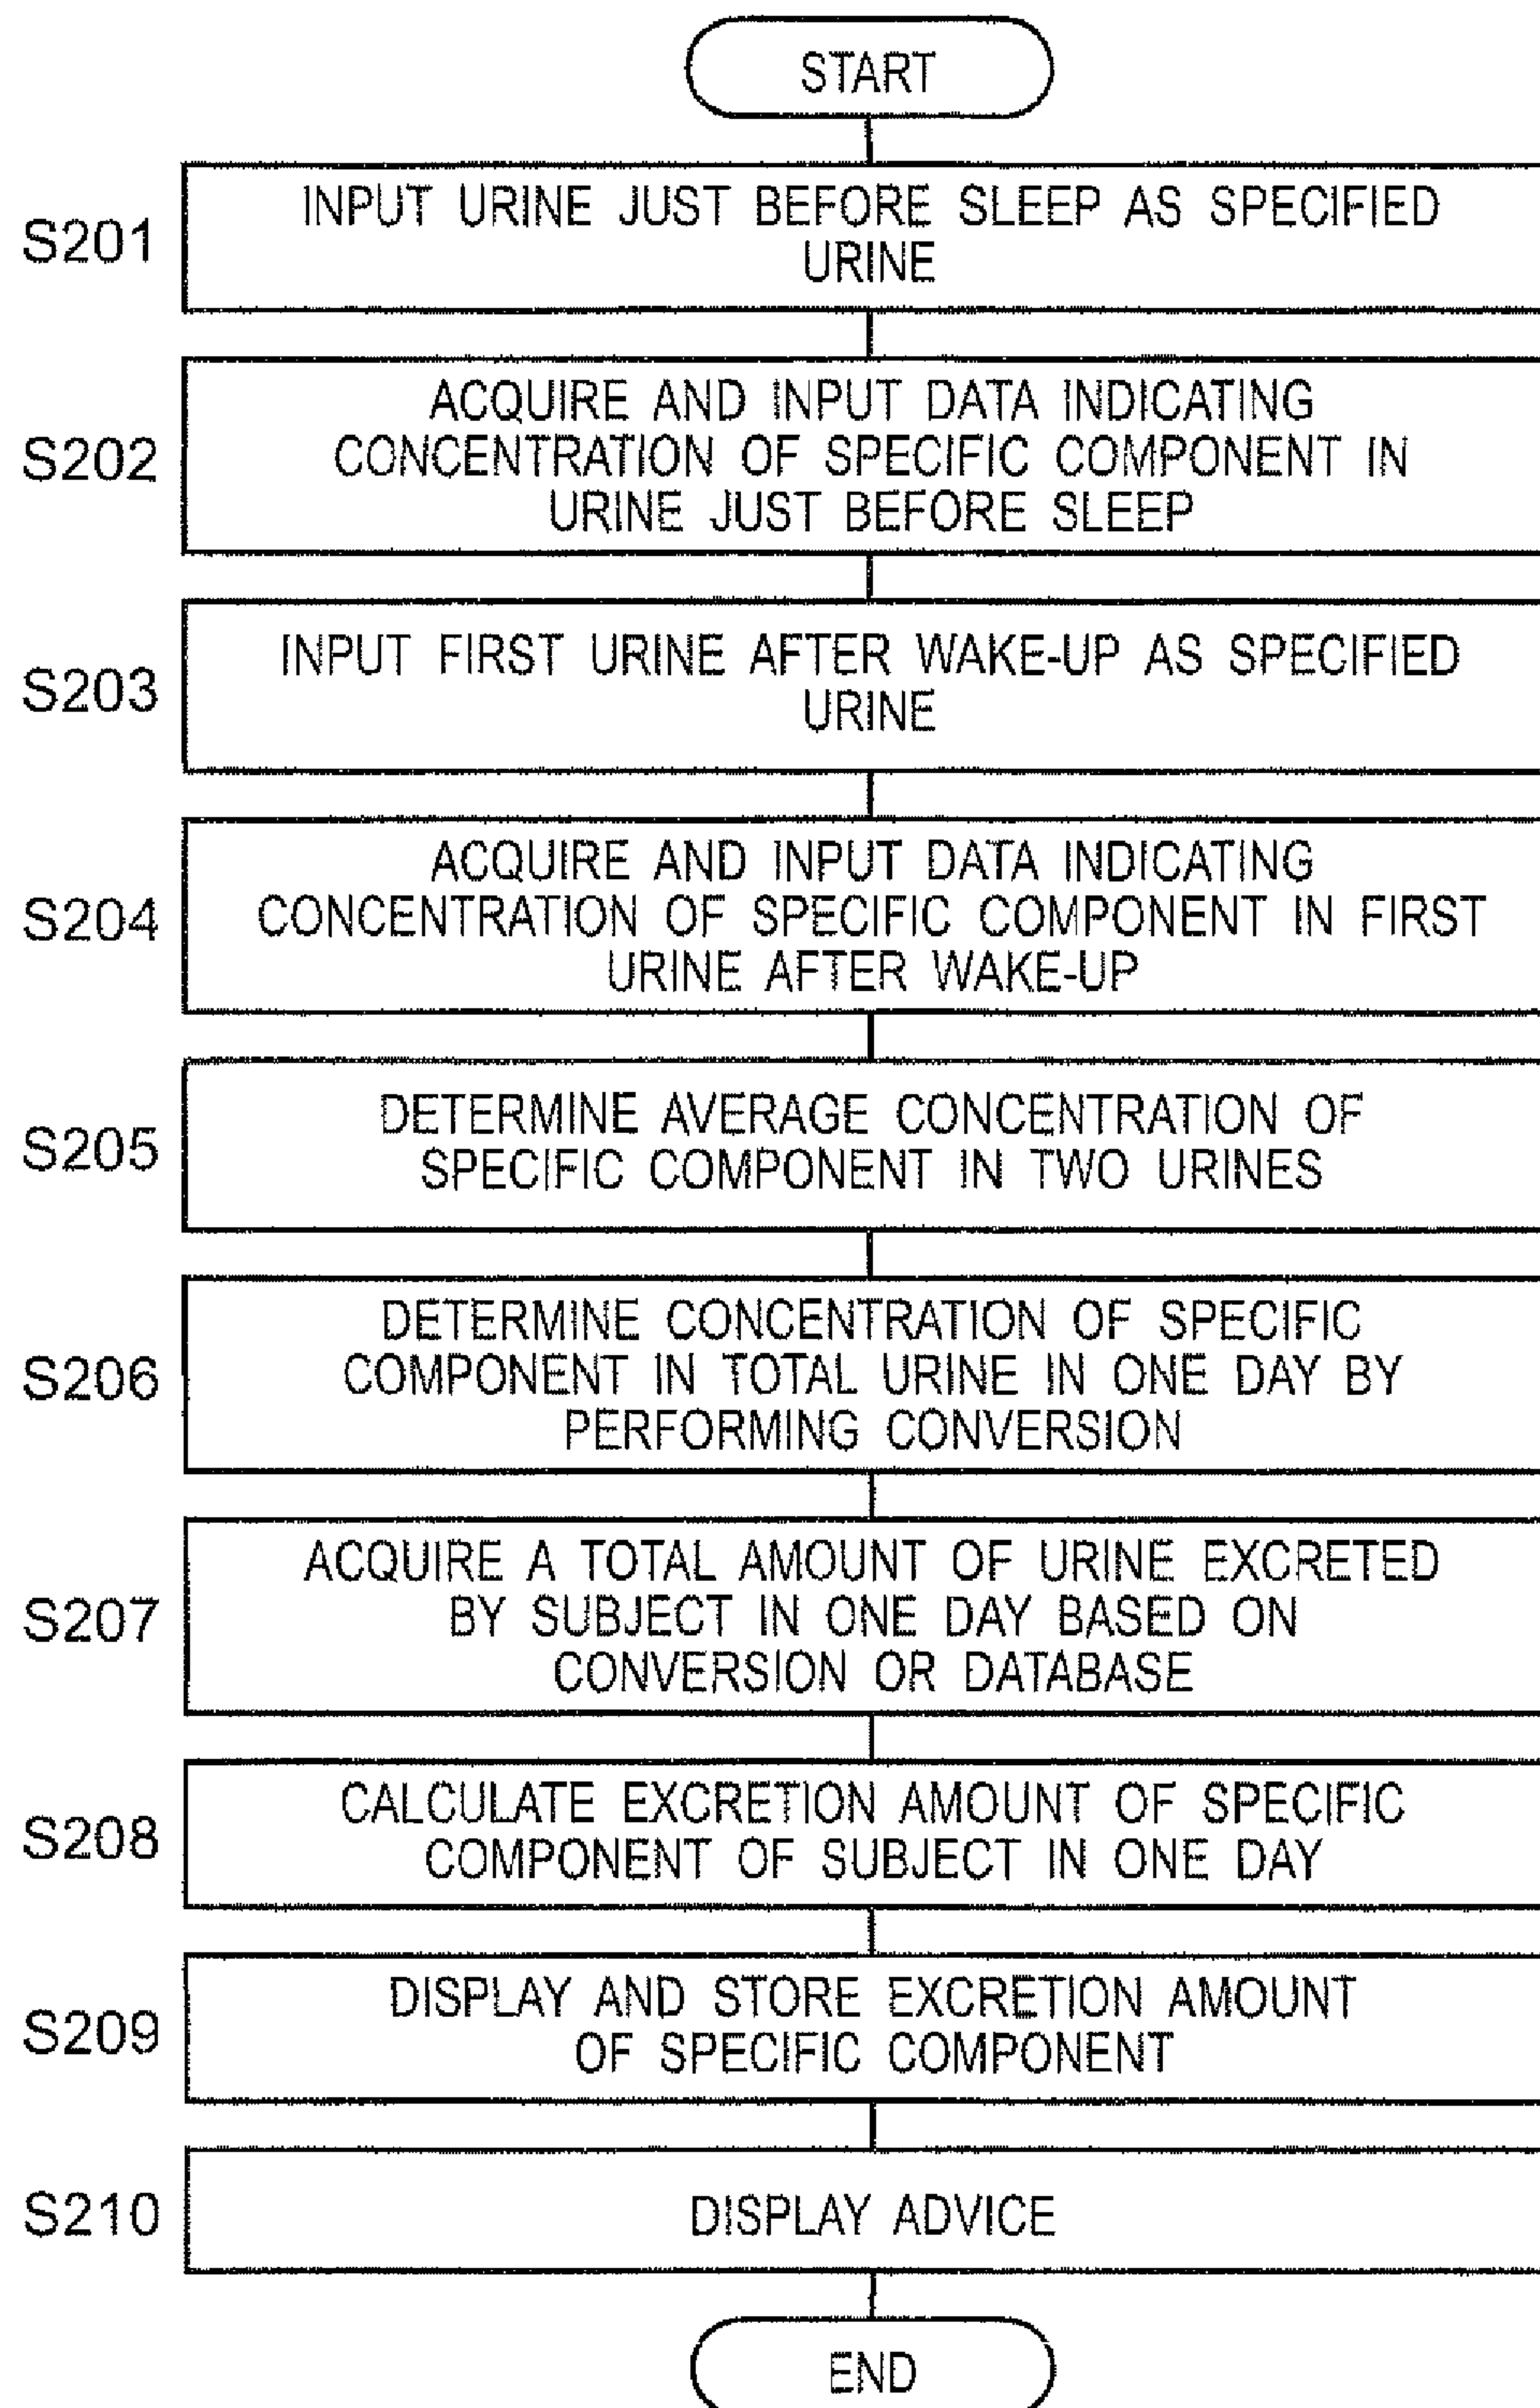 START
S201
INPUT URINE JUST BEFORE SLEEP AS SPECIFIED
URINE
S202
ACQUIRE AND INPUT DATA INDICATING
CONCENTRATION OF SPECIFIC COMPONENT IN
URINE JUST BEFORE SLEEP
S203
INPUT FIRST URINE AFTER WAKE-UP AS SPECIFIED
URINE
S204
ACQUIRE AND INPUT DATA INDICATING
CONCENTRATION OF SPECIFIC COMPONENT IN FIRST
URINE AFTER WAKE-UP
S205
DETERMINE AVERAGE CONCENTRATION OF
SPECIFIC COMPONENT IN TWO URINES
S206
DETERMINE CONCENTRATION OF SPECIFIC
COMPONENT IN TOTAL URINE IN ONE DAY BY
PERFORMING CONVERSION
S207
ACQUIRE A TOTAL AMOUNT OF URINE EXCRETED
BY SUBJECT IN ONE DAY BASED ON
CONVERSION OR DATABASE
S208
CALCULATE EXCRETION AMOUNT OF SPECIFIC
COMPONENT OF SUBJECT IN ONE DAY
S209
DISPLAY AND STORE EXCRETION AMOUNT
OF SPECIFIC COMPONENT
S210
DISPLAY ADVICE
END